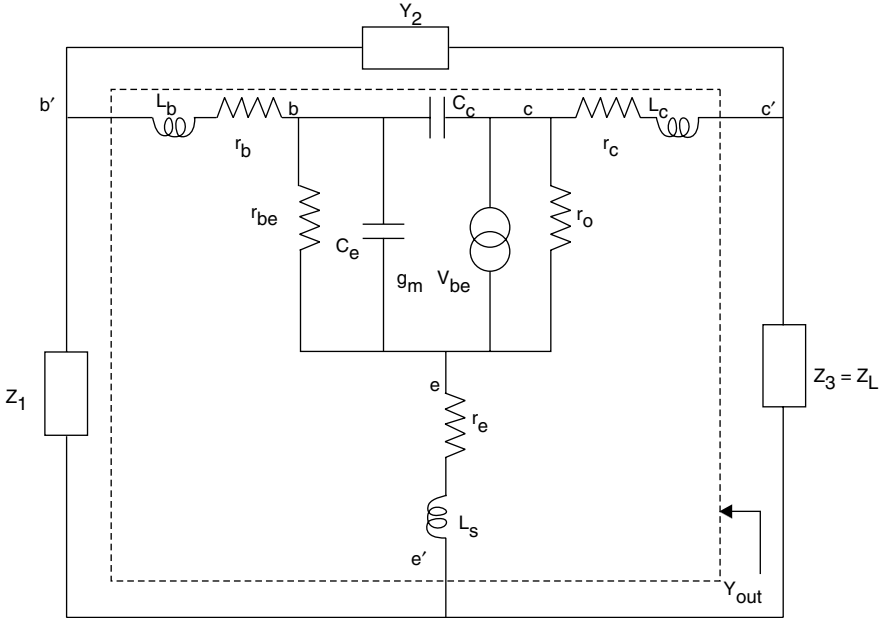 Y2
b′
Lb
rb
b
Cc
c
rc
Lc
c′
rbe
Ce
gm
Vbe
ro
Z1
Z3 = ZL
e
re
Ls
e′
Yout